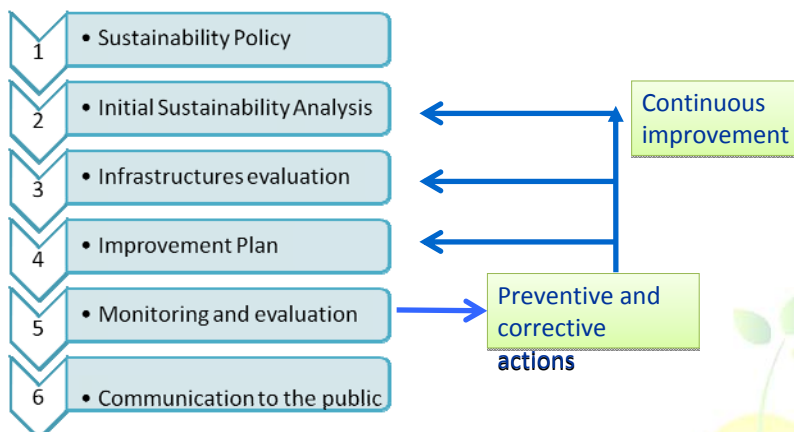 1
• Sustainability Policy
2
• Initial Sustainability Analysis
3
• Infrastructures evaluation
4
• Improvement Plan
5
• Monitoring and evaluation
6
• Communication to the public
Continuous
improvement
Preventive and
corrective
actions